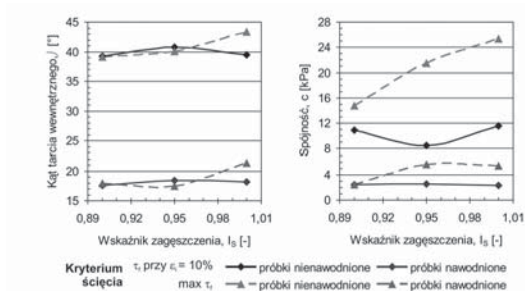 Kąt tarcia wewnętrznego, [°]
45
40
35
30
25
20
15
0,89 0,92 0,95 0,98 1,01
Wskaźnik zagęszczenia, IS [-]
Spójność, c [kPa]
28
24
20
16
12
8
4
0
0,89 0,92 0,95 0,98 1,01
Wskaźnik zagęszczenia, IS [-]
Kryterium ścięcia
τf przy ε1 = 10% próbki nienawodnione próbki nawodnione
max τf próbki nienawodnione próbki nawodnione